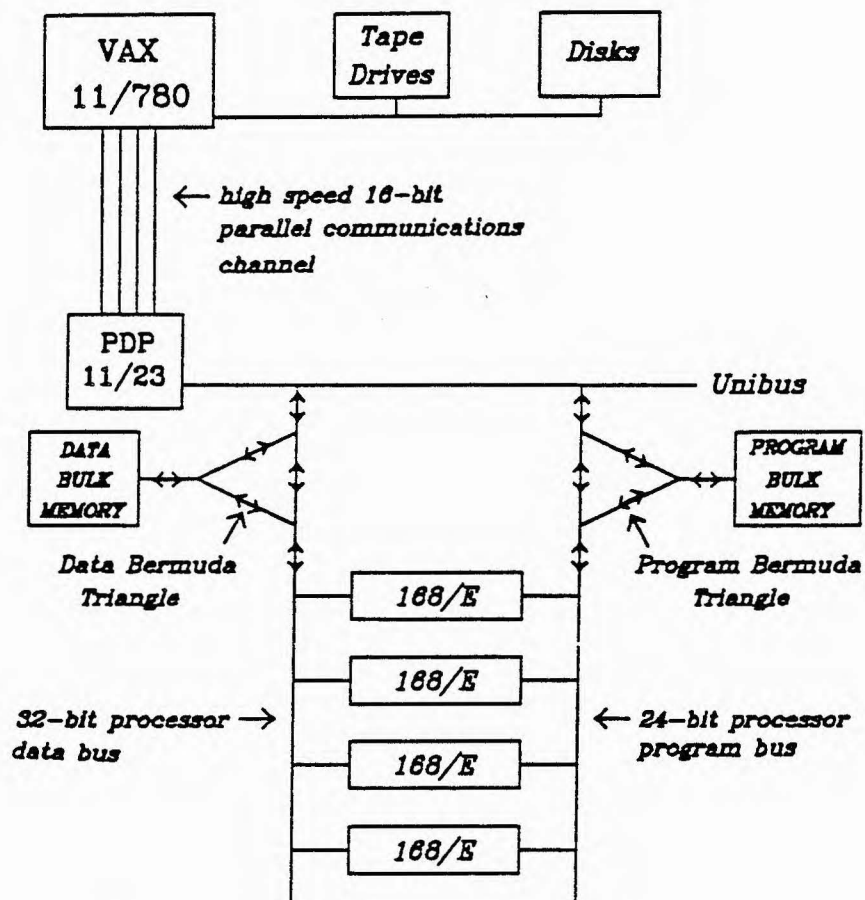 VAX
11/780
Tape
Drives
Disks
← high speed 16-bit
parallel communications
channel
PDP
11/23
Unibus
DATA
BULK
MEMORY
PROGRAM
BULK
MEMORY
Data Bermuda
Triangle
Program Bermuda
Triangle
168/E
168/E
168/E
168/E
32-bit processor →
data bus
← 24-bit processor
program bus